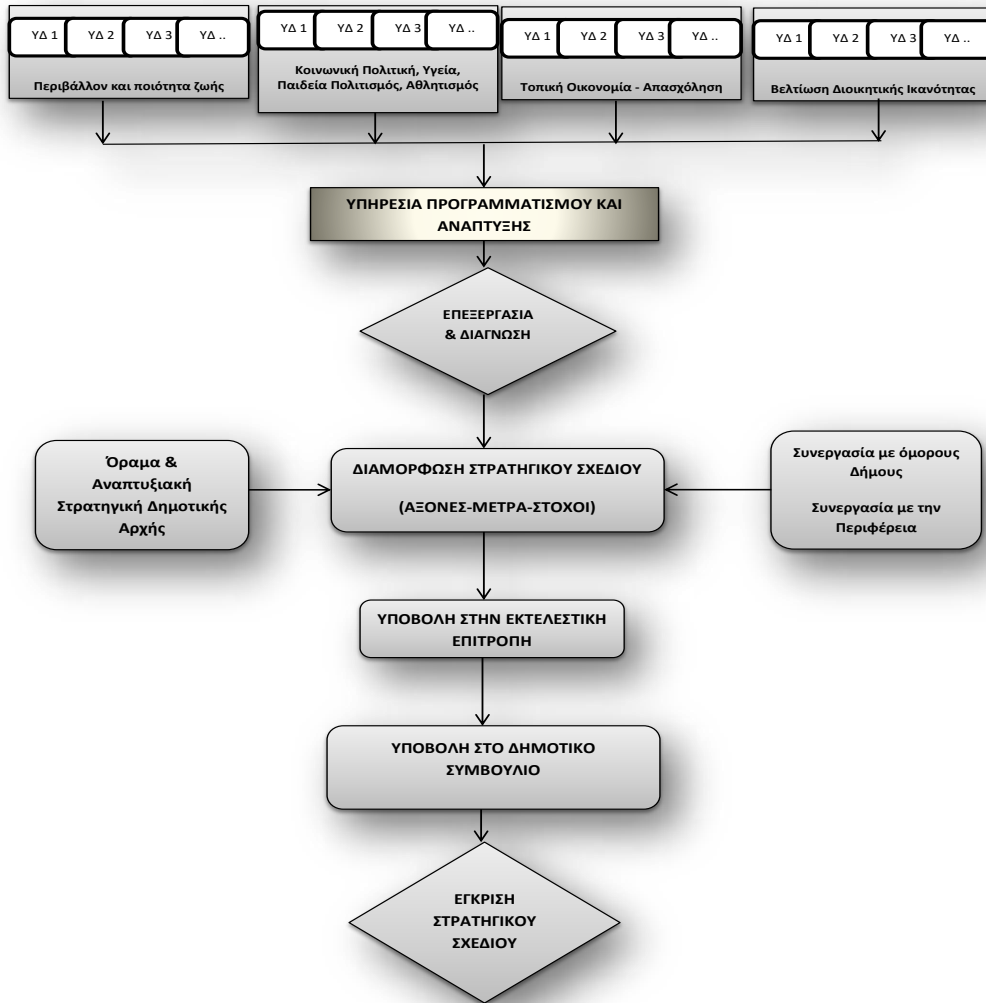 ΥΔ 1 ΥΔ 2 ΥΔ 3 ΥΔ ..
Περιβάλλον και ποιότητα ζωής
ΥΔ 1 ΥΔ 2 ΥΔ 3 ΥΔ ..
Κοινωνική Πολιτική, Υγεία,
Παιδεία Πολιτισμός, Αθλητισμός
ΥΔ 1 ΥΔ 2 ΥΔ 3 ΥΔ ..
Τοπική Οικονομία - Απασχόληση
ΥΔ 1 ΥΔ 2 ΥΔ 3 ΥΔ ..
Βελτίωση Διοικητικής Ικανότητας
ΥΠΗΡΕΣΙΑ ΠΡΟΓΡΑΜΜΑΤΙΣΜΟΥ ΚΑΙ
ΑΝΑΠΤΥΞΗΣ
ΕΠΕΞΕΡΓΑΣΙΑ
& ΔΙΑΓΝΩΣΗ
Όραμα &
Αναπτυξιακή
Στρατηγική Δημοτικής
Αρχής
ΔΙΑΜΟΡΦΩΣΗ ΣΤΡΑΤΗΓΙΚΟΥ ΣΧΕΔΙΟΥ
(ΑΞΟΝΕΣ-ΜΕΤΡΑ-ΣΤΟΧΟΙ)
Συνεργασία με όμορους
Δήμους
Συνεργασία με την
Περιφέρεια
ΥΠΟΒΟΛΗ ΣΤΗΝ ΕΚΤΕΛΕΣΤΙΚΗ
ΕΠΙΤΡΟΠΗ
ΥΠΟΒΟΛΗ ΣΤΟ ΔΗΜΟΤΙΚΟ
ΣΥΜΒΟΥΛΙΟ
ΕΓΚΡΙΣΗ
ΣΤΡΑΤΗΓΙΚΟΥ
ΣΧΕΔΙΟΥ